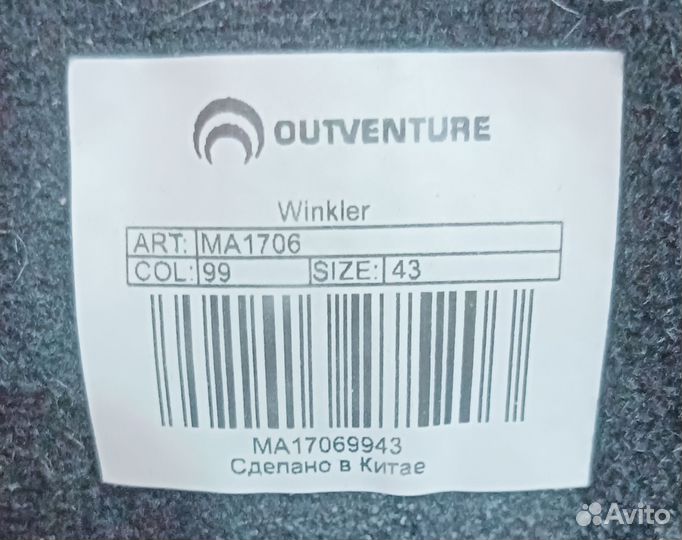 OUTVENTURE
Winkler
ART: MA1706
COL: 99 SIZE: 43
MA17069943
Сделано в Китае
Avito